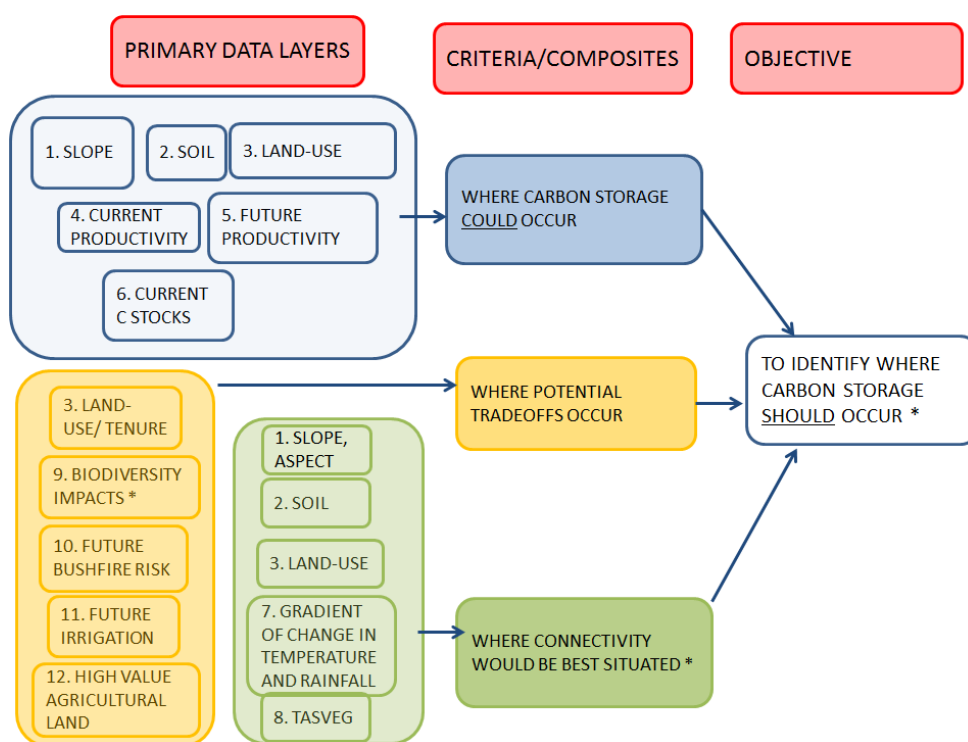 PRIMARY DATA LAYERS
CRITERIA/COMPOSITES
OBJECTIVE
1. SLOPE
2. SOIL
3. LAND-USE
4. CURRENT
PRODUCTIVITY
5. FUTURE
PRODUCTIVITY
6. CURRENT
C STOCKS
WHERE CARBON STORAGE
COULD OCCUR
3. LAND-
USE/ TENURE
9. BIODIVERSITY
IMPACTS *
10. FUTURE
BUSHFIRE RISK
11. FUTURE
IRRIGATION
12. HIGH VALUE
AGRICULTURAL
LAND
WHERE POTENTIAL
TRADEOFFS OCCUR
1. SLOPE,
ASPECT
2. SOIL
3. LAND-USE
7. GRADIENT
OF CHANGE IN
TEMPERATURE
AND RAINFALL
8. TASVEG
WHERE CONNECTIVITY
WOULD BE BEST SITUATED *
TO IDENTIFY WHERE
CARBON STORAGE
SHOULD OCCUR *